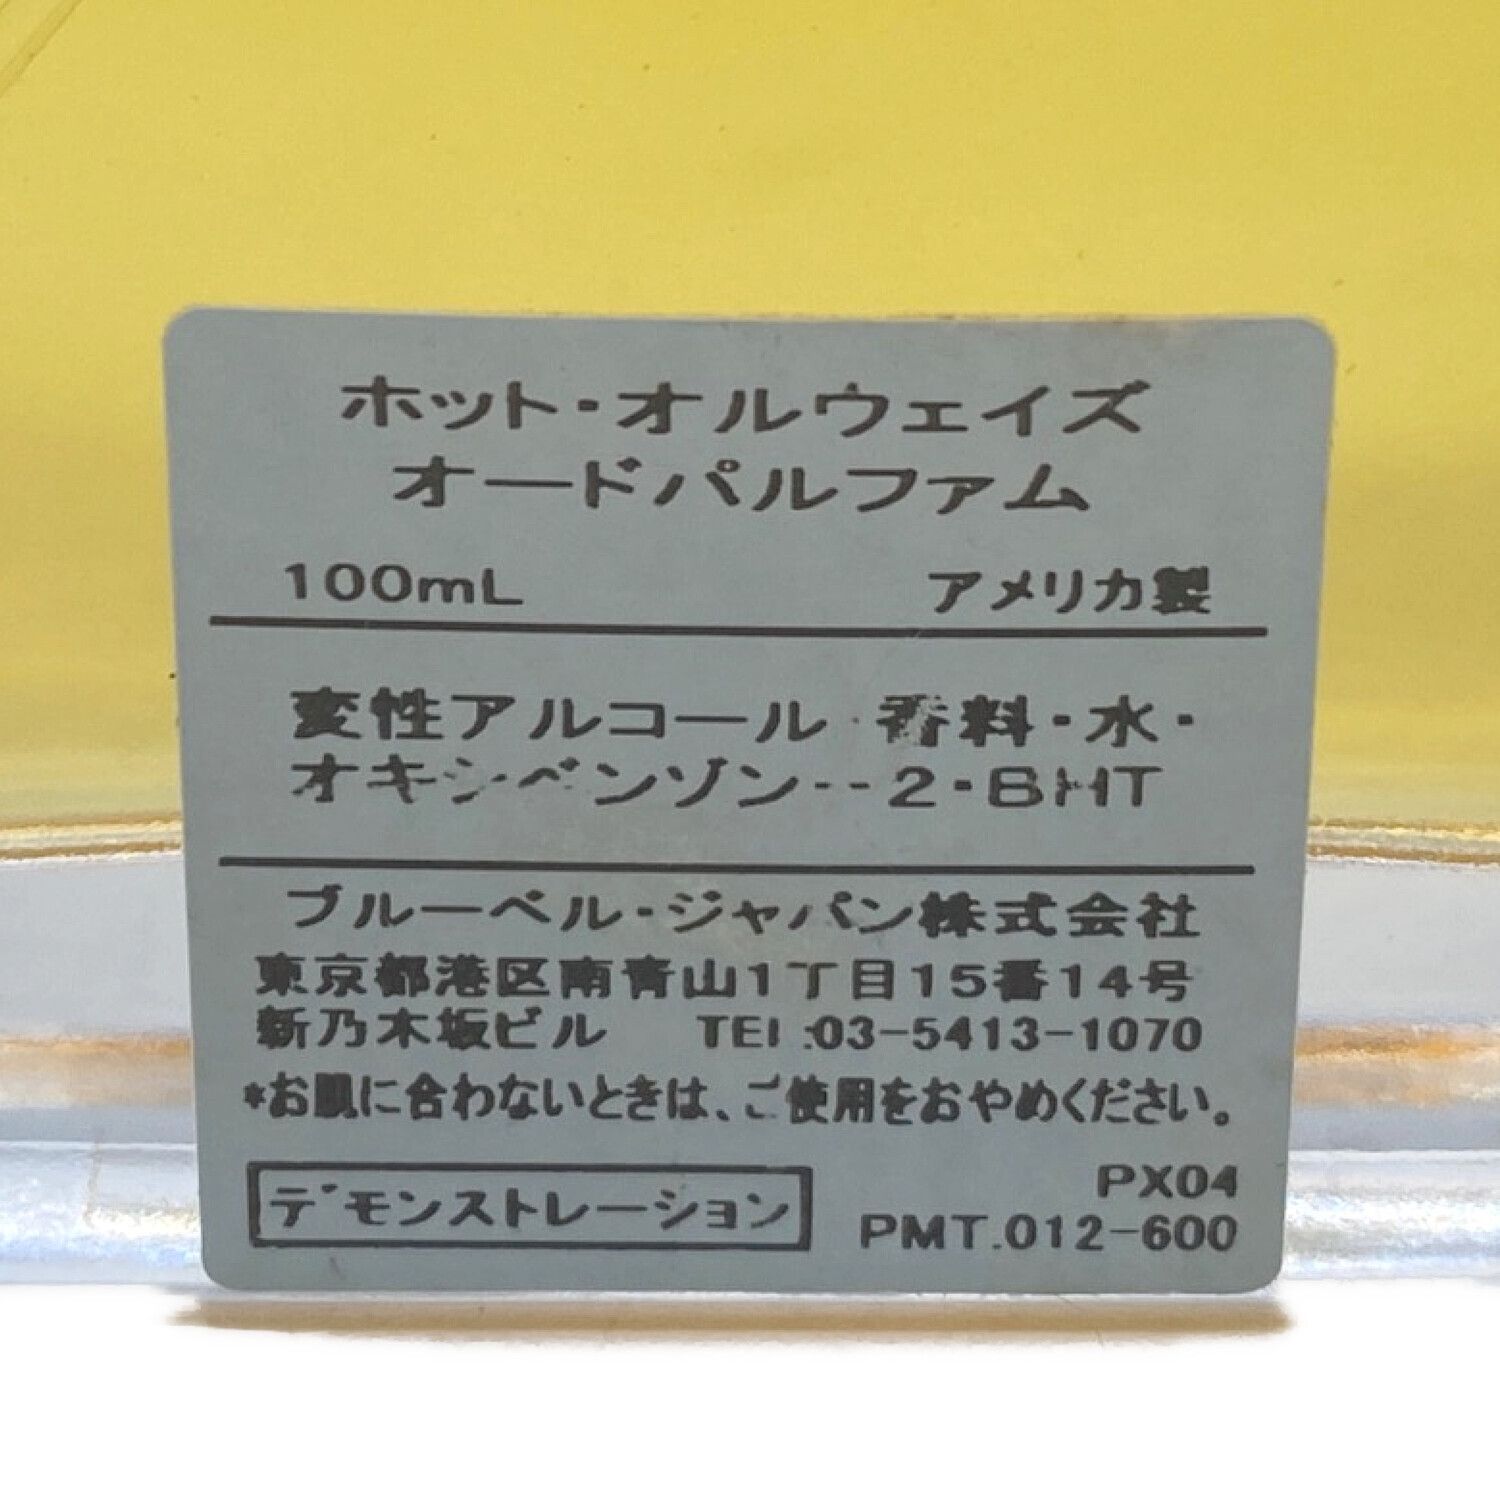 ホット・オルウェイズ
オードパルファム
100mL アメリカ製
変性アルコール・香料・水・
オキシベンゾン-2・BHT
ブルーベル・ジャパン株式会社
東京都港区南青山1丁目15番14号
新乃木坂ビル TEL:03-5413-1070
*お肌に合わないときは、ご使用をおやめください。
デモンストレーション
PX04
PMT.012-600